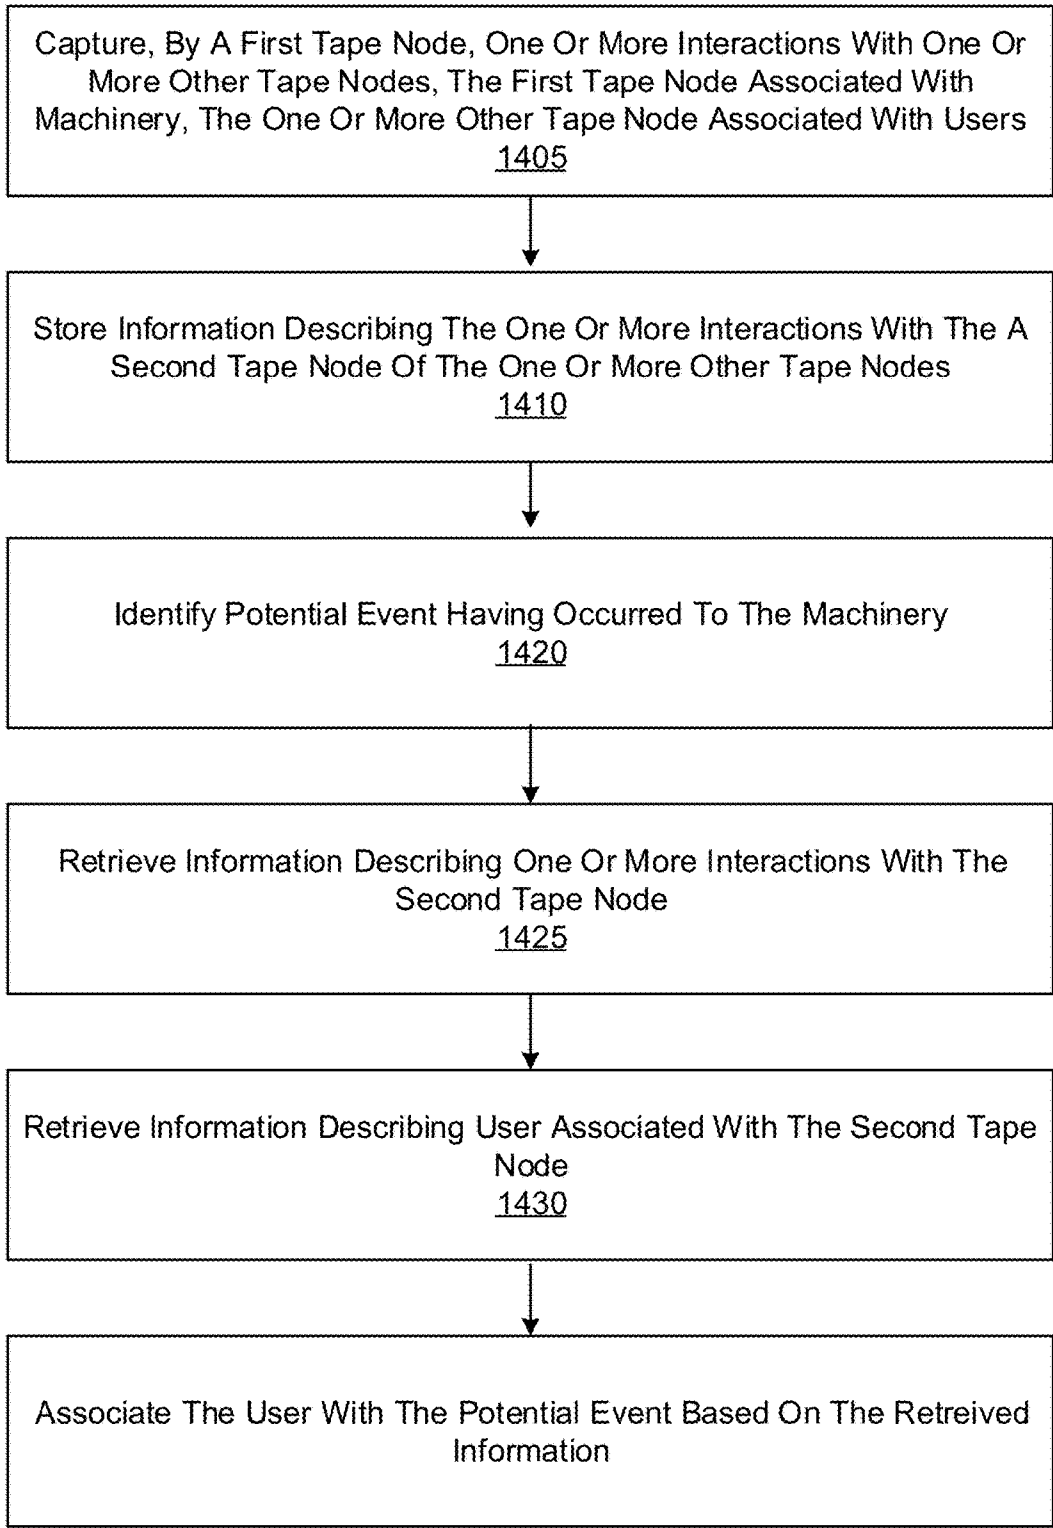 Capture, By A First Tape Node, One Or More Interactions With One Or
More Other Tape Nodes, The First Tape Node Associated With
Machinery, The One Or More Other Tape Node Associated With Users
1405
Store Information Describing The One Or More Interactions With The A
Second Tape Node Of The One Or More Other Tape Nodes
1410
Identify Potential Event Having Occurred To The Machinery
1420
Retrieve Information Describing One Or More Interactions With The
Second Tape Node
1425
Retrieve Information Describing User Associated With The Second Tape
Node
1430
Associate The User With The Potential Event Based On The Retreived
Information